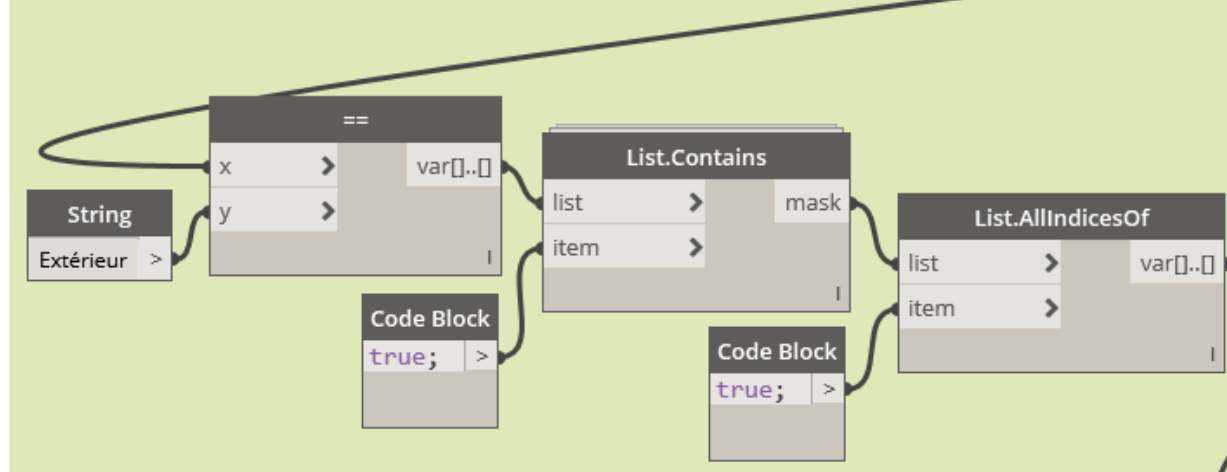 ==
x > var[]..[]
y >
I
String
Extérieur >
List.Contains
list > mask
item >
I
Code Block
true; >
List.AllIndicesOf
list > var[]..[]
item >
I
Code Block
true; >